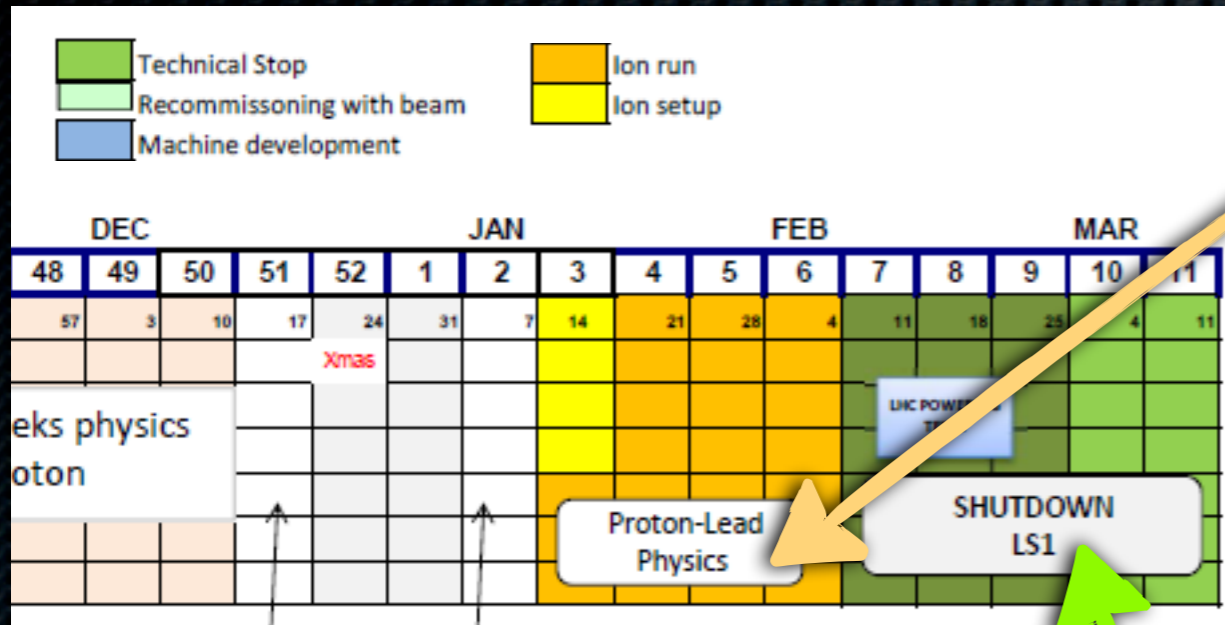 Technical Stop
Recommissoning with beam
Machine development
Ion run
Ion setup
DEC JAN FEB MAR
48 49 50 51 52 1 2 3 4 5 6 7 8 9 10 11
57 3 10 17 24 31 7 14 21 28 4 11 18 25 4 11
Xmas
LHC
eks physics
oton
Proton-Lead
Physics
SHUTDOWN
LS1